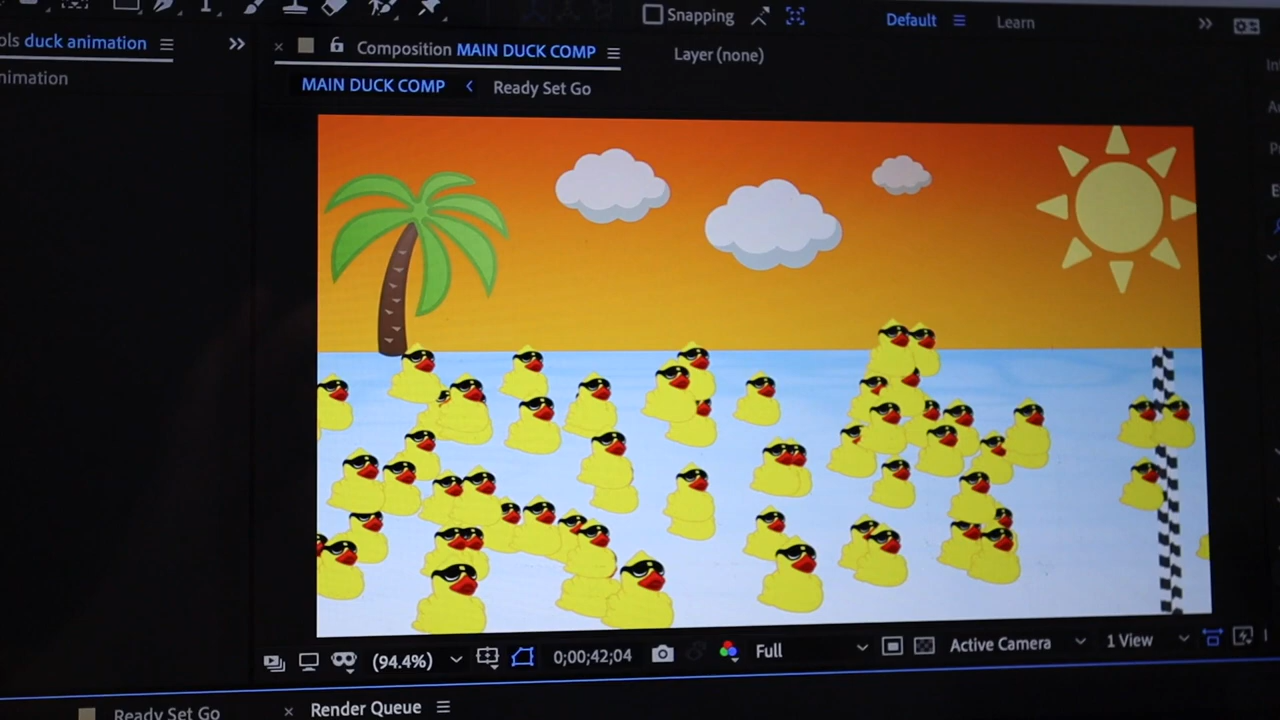 Snapping
Default
Learn
ols duck animation
Composition MAIN DUCK COMP
Layer (none)
nimation
MAIN DUCK COMP
Ready Set Go
(94.4%)
0;00;42;04
Full
Active Camera
1 View
Ready Set Go
Render Queue